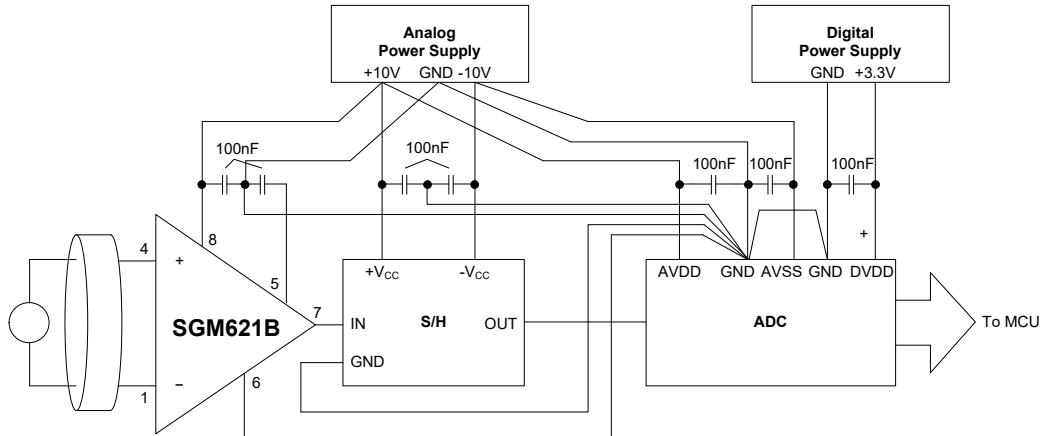 Analog
Power Supply
+10V GND -10V
Digital
Power Supply
GND +3.3V
100nF
100nF
100nF
100nF
100nF
8
4
+
5
+
AVDD GND AVSS GND DVDD
+VCC
-VCC
7
SGM621B
IN
S/H
OUT
ADC
To MCU
GND
−
1
6